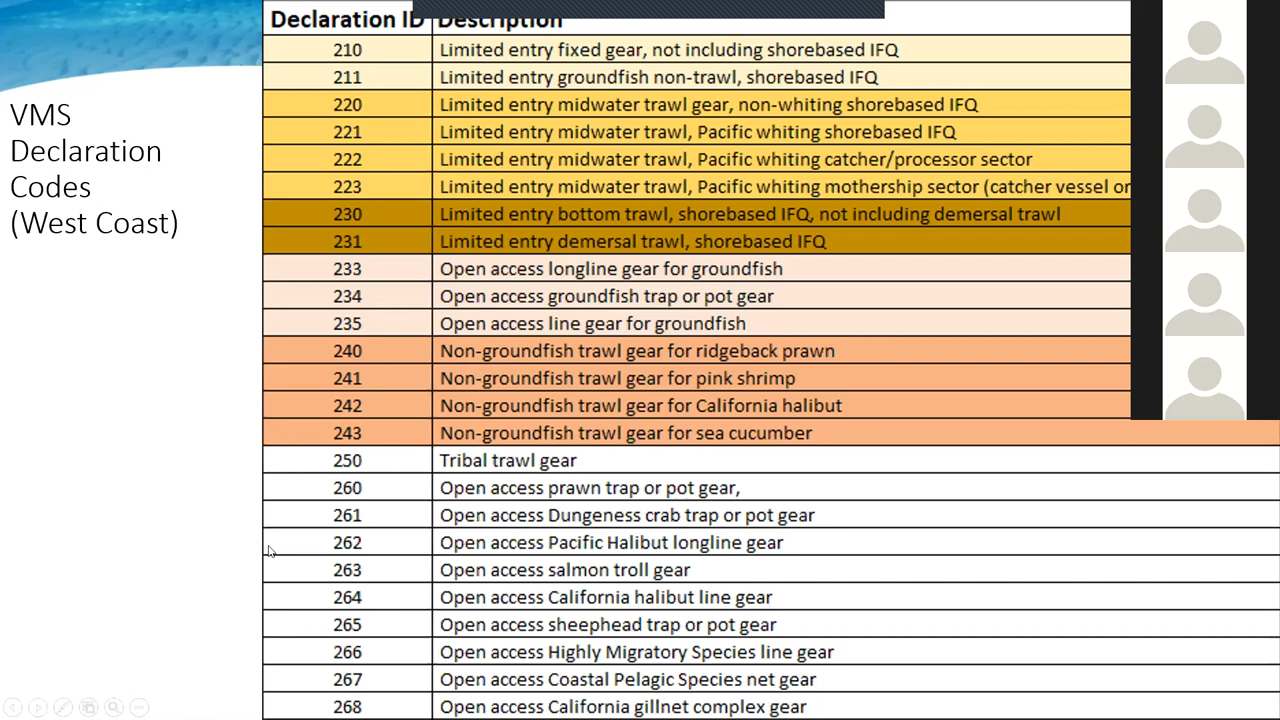 VMS
Declaration
Codes
(West Coast)
Declaration ID Description
210 Limited entry fixed gear, not including shorebased IFQ
211 Limited entry groundfish non-trawl, shorebased IFQ
220 Limited entry midwater trawl gear, non-whiting shorebased IFQ
221 Limited entry midwater trawl, Pacific whiting shorebased IFQ
222 Limited entry midwater trawl, Pacific whiting catcher/processor sector
223 Limited entry midwater trawl, Pacific whiting mothership sector (catcher vessel or
230 Limited entry bottom trawl, shorebased IFQ, not including demersal trawl
231 Limited entry demersal trawl, shorebased IFQ
233 Open access longline gear for groundfish
234 Open access groundfish trap or pot gear
235 Open access line gear for groundfish
240 Non-groundfish trawl gear for ridgeback prawn
241 Non-groundfish trawl gear for pink shrimp
242 Non-groundfish trawl gear for California halibut
243 Non-groundfish trawl gear for sea cucumber
250 Tribal trawl gear
260 Open access prawn trap or pot gear,
261 Open access Dungeness crab trap or pot gear
262 Open access Pacific Halibut longline gear
263 Open access salmon troll gear
264 Open access California halibut line gear
265 Open access sheephead trap or pot gear
266 Open access Highly Migratory Species line gear
267 Open access Coastal Pelagic Species net gear
268 Open access California gillnet complex gear